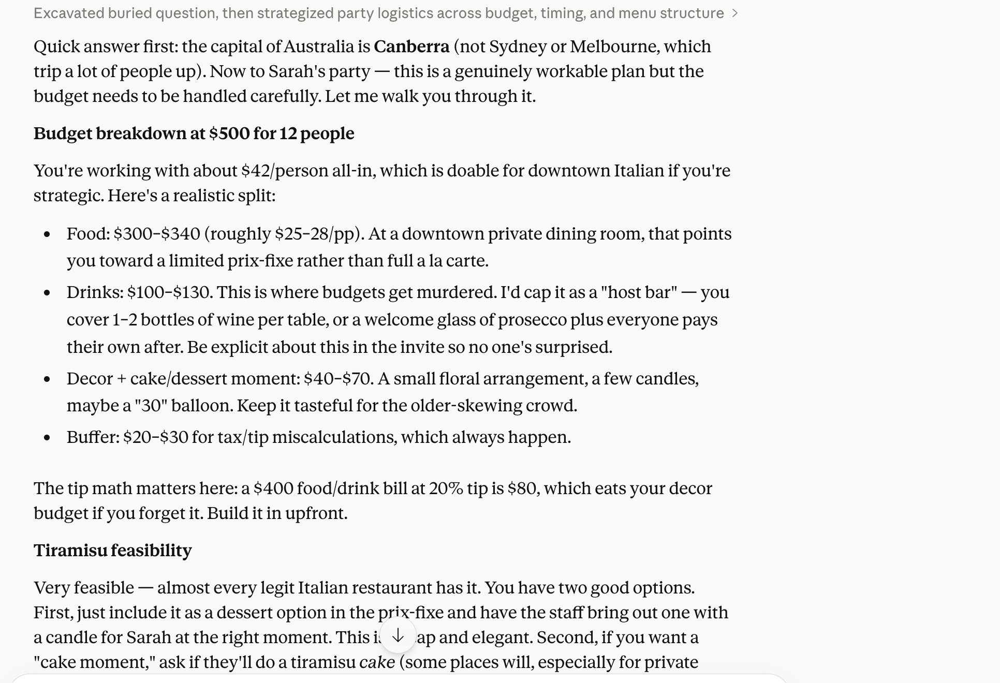 Excavated buried question, then strategized party logistics across budget, timing, and menu structure >
Quick answer first: the capital of Australia is Canberra (not Sydney or Melbourne, which
trip a lot of people up). Now to Sarah's party — this is a genuinely workable plan but the
budget needs to be handled carefully. Let me walk you through it.
Budget breakdown at $500 for 12 people
You're working with about $42/person all-in, which is doable for downtown Italian if you're
strategic. Here's a realistic split:
• Food: $300–$340 (roughly $25–28/pp). At a downtown private dining room, that points
you toward a limited prix-fixe rather than full a la carte.
• Drinks: $100–$130. This is where budgets get murdered. I'd cap it as a "host bar" — you
cover 1–2 bottles of wine per table, or a welcome glass of prosecco plus everyone pays
their own after. Be explicit about this in the invite so no one's surprised.
• Decor + cake/dessert moment: $40–$70. A small floral arrangement, a few candles,
maybe a "30" balloon. Keep it tasteful for the older-skewing crowd.
• Buffer: $20–$30 for tax/tip miscalculations, which always happen.
The tip math matters here: a $400 food/drink bill at 20% tip is $80, which eats your decor
budget if you forget it. Build it in upfront.
Tiramisu feasibility
Very feasible — almost every legit Italian restaurant has it. You have two good options.
First, just include it as a dessert option in the prix-fixe and have the staff bring out one with
a candle for Sarah at the right moment. This and elegant. Second, if you want a
"cake moment," ask if they'll do a tiramisu cake (some places will, especially for private